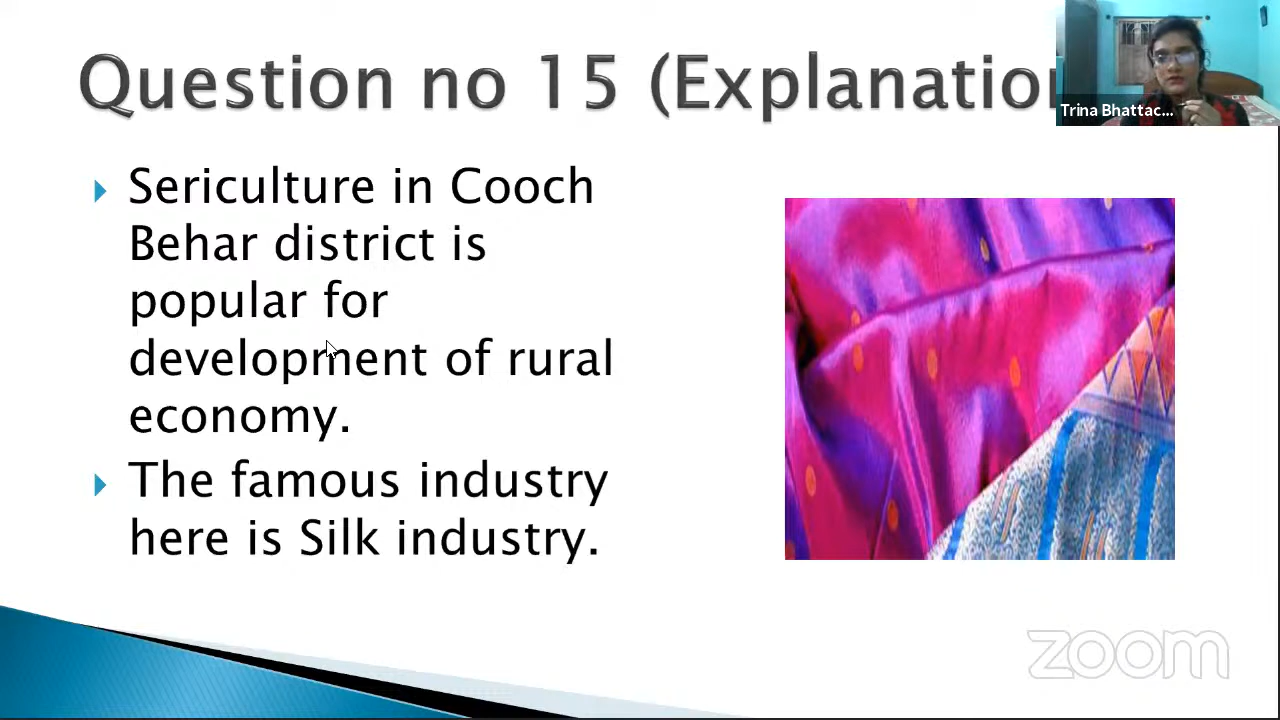 Question no 15 (Explanation
Trina Bhattac...
Sericulture in Cooch
Behar district is
popular for
development of rural
economy.
The famous industry
here is Silk industry.
zoom